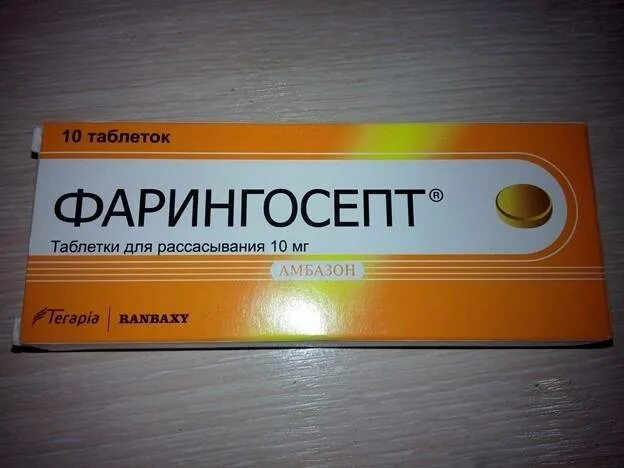 10 таблеток
ФАРИНГОСЕПТ®
Таблетки для рассасывания 10 мг
АМБАЗОН
Terapia RANBAXY